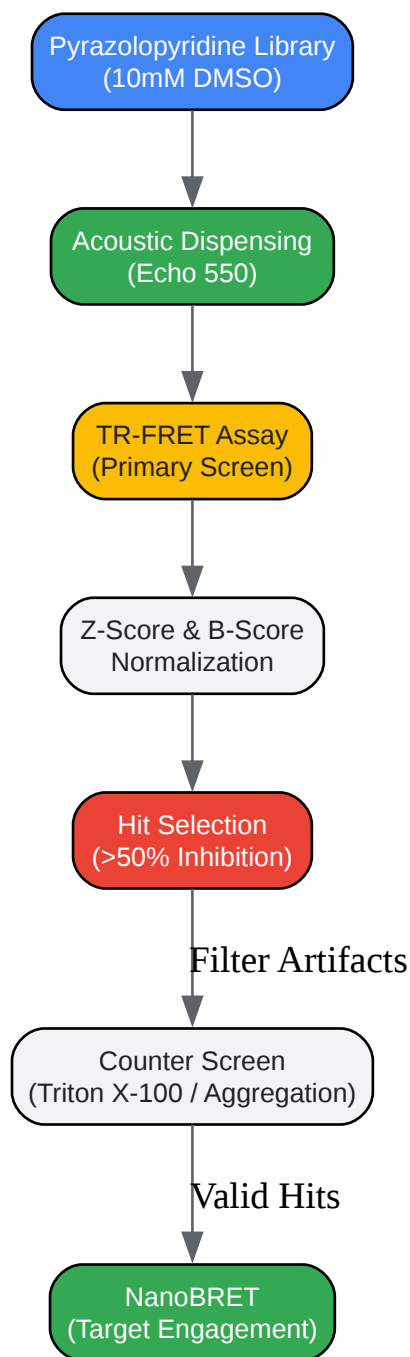 Pyrazolopyridine Library
(10mM DMSO)
Acoustic Dispensing
(Echo 550)
TR-FRET Assay
(Primary Screen)
Z-Score & B-Score
Normalization
Hit Selection
(>50% Inhibition)
Filter Artifacts
Counter Screen
(Triton X-100 / Aggregation)
Valid Hits
NanoBRET
(Target Engagement)